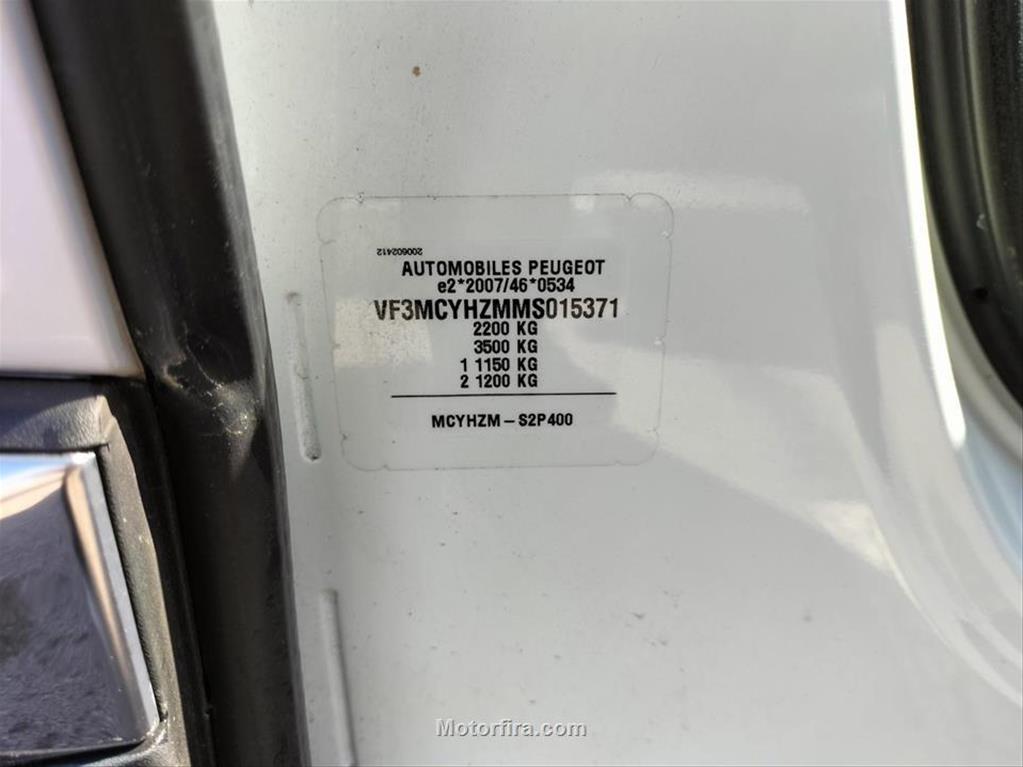 200602412
AUTOMOBILES PEUGEOT
e2*2007/46*0534
VF3MCYHZMMS015371
2200 KG
3500 KG
1 1150 KG
2 1200 KG
MCYHZM – S2P400
Motorfira.com